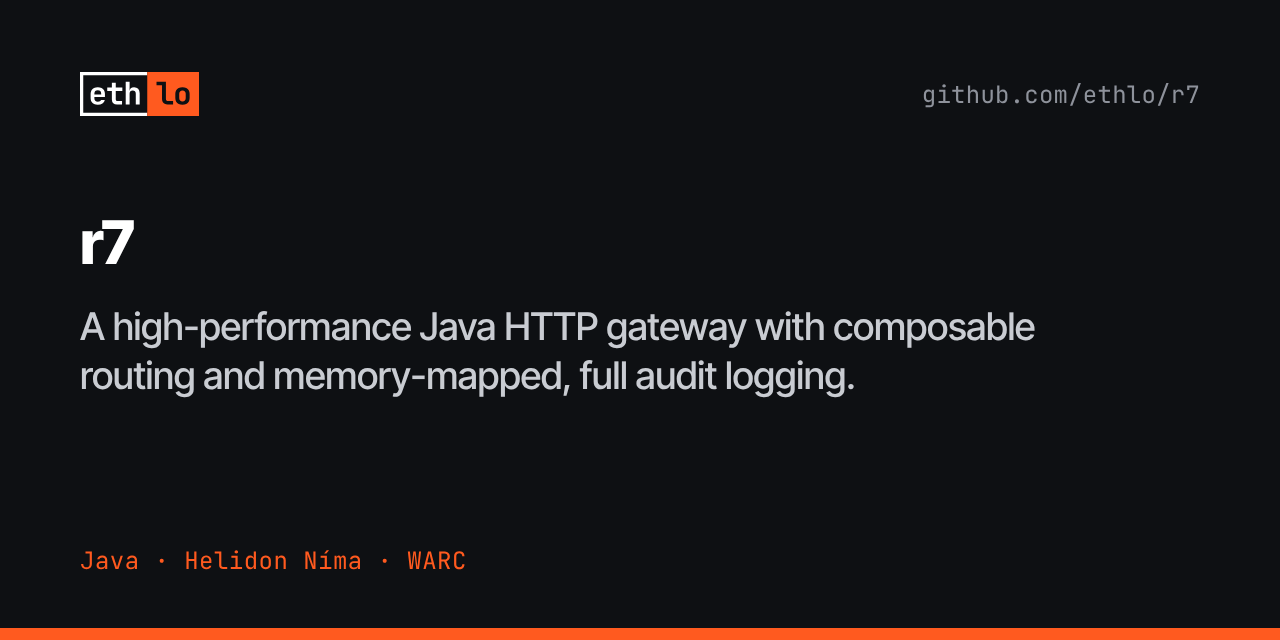 ethlo
github.com/ethlo/r7
r7
A high-performance Java HTTP gateway with composable
routing and memory-mapped, full audit logging.
Java · Helidon Níma · WARC